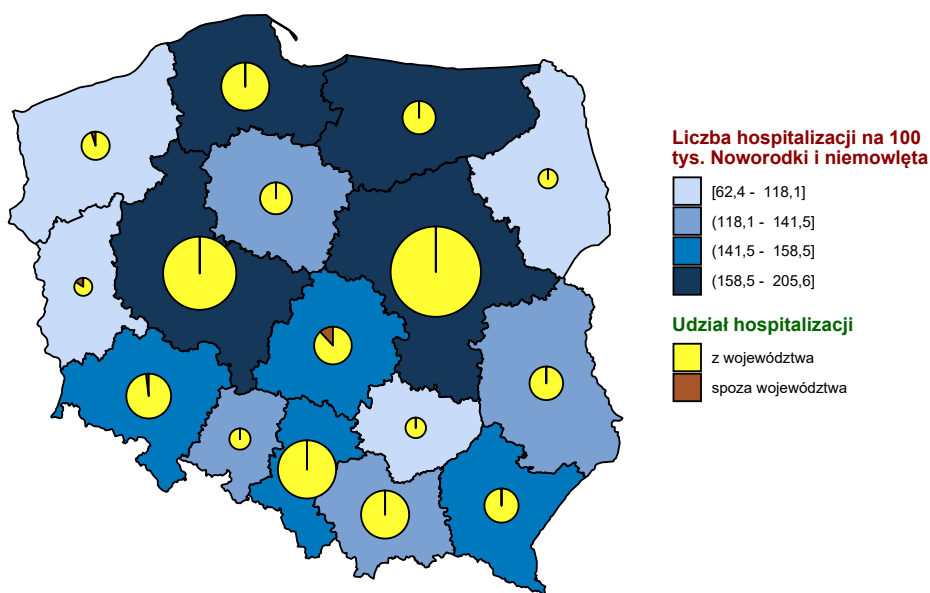 Liczba hospitalizacji na 100
tys. Noworodki i niemowlęta
[62,4 - 118,1]
(118,1 - 141,5]
(141,5 - 158,5]
(158,5 - 205,6]
Udział hospitalizacji
z województwa
spoza województwa